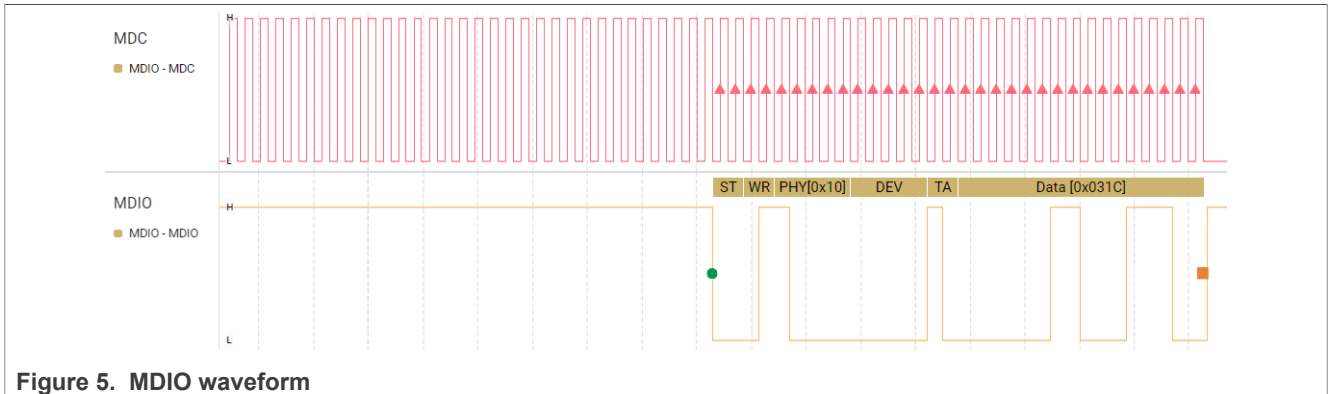 H
MDC
MDIO - MDC
L
ST WR PHY[0x10] DEV TA Data [0x031C]
MDIO
H
MDIO - MDIO
L
Figure 5. MDIO waveform